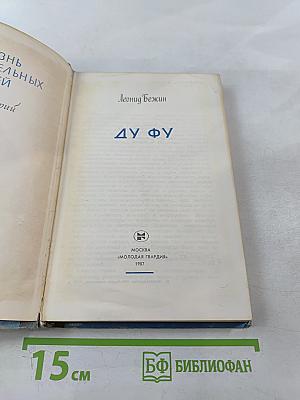 Леонид Бежин
ДУ ФУ
МОСКВА
«МОЛОДАЯ ГВАРДИЯ»
1987
15 см
БФ БИБЛИОФАН